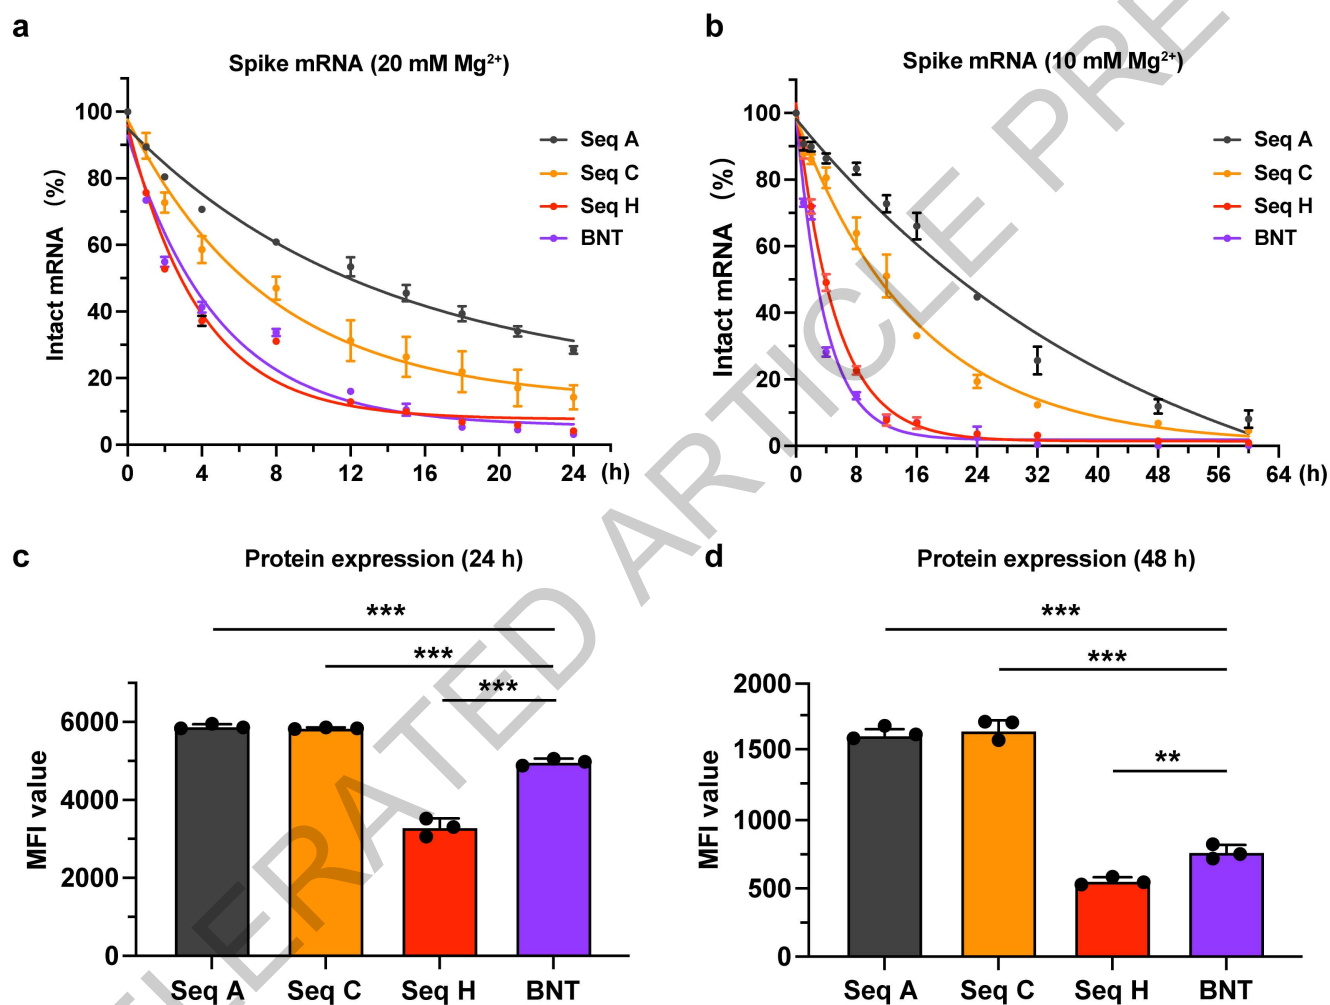 a
Spike mRNA (20 mM Mg²⁺)
Intact mRNA (%)
100
80
60
40
20
0
0 4 8 12 16 20 24 (h)
Seq A
Seq C
Seq H
BNT
b
Spike mRNA (10 mM Mg²⁺)
Intact mRNA (%)
100
80
60
40
20
0
0 8 16 24 32 40 48 56 64 (h)
Seq A
Seq C
Seq H
BNT
c
Protein expression (24 h)
***
***
***
MFI value
6000
4000
2000
0
Seq A Seq C Seq H BNT
d
Protein expression (48 h)
***
***
**
MFI value
2000
1500
1000
500
0
Seq A Seq C Seq H BNT
ELERATED ARTICLE PRE